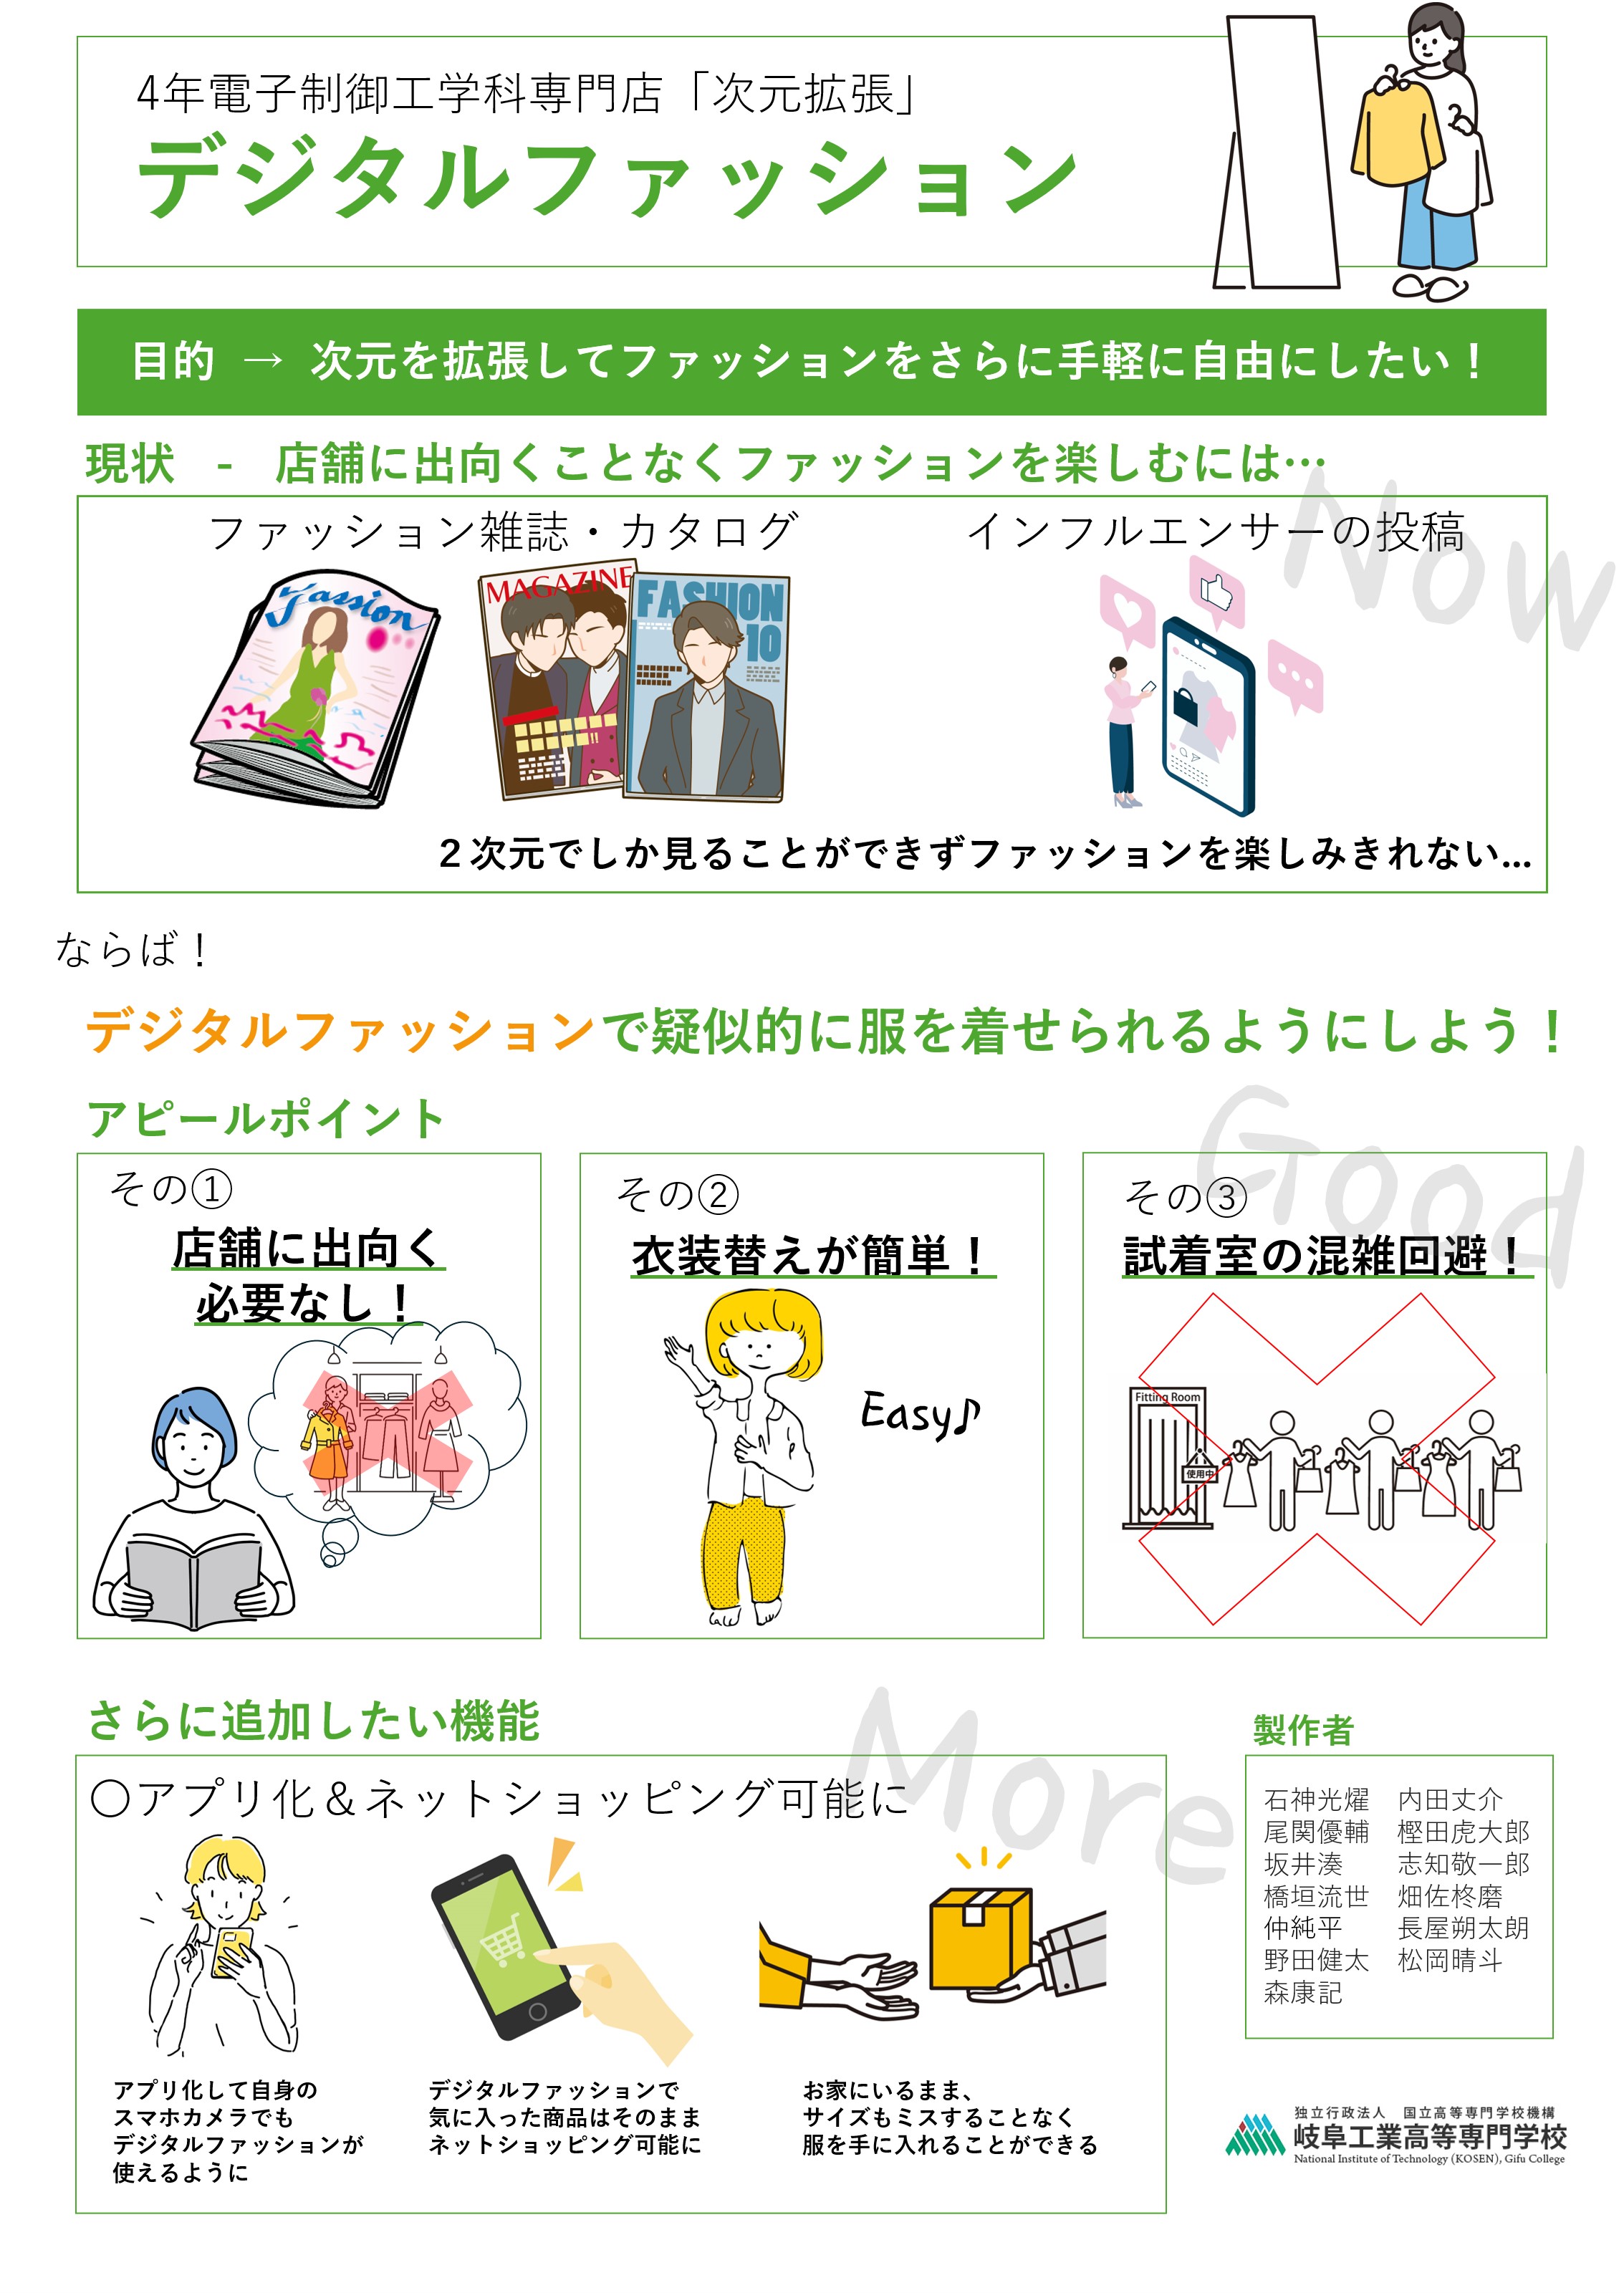 4年電子制御工学科専門店「次元拡張」
デジタルファッション
目的 → 次元を拡張してファッションをさらに手軽に自由にしたい！
現状 - 店舗に出向くことなくファッションを楽しむには…
Now
ファッション雑誌・カタログ
インフルエンサーの投稿
Fassion
MAGAZINE
FASHION
10
２次元でしか見ることができずファッションを楽しみきれない…
ならば！
デジタルファッションで疑似的に服を着せられるようにしよう！
アピールポイント
Good
その①
店舗に出向く
必要なし！
その②
衣装替えが簡単！
Easy♪
その③
試着室の混雑回避！
Fitting Room
使用中
さらに追加したい機能
More
〇アプリ化＆ネットショッピング可能に
アプリ化して自身の
スマホカメラでも
デジタルファッションが
使えるように
デジタルファッションで
気に入った商品はそのまま
ネットショッピング可能に
お家にいるまま、
サイズもミスすることなく
服を手に入れることができる
製作者
石神光燿 内田丈介
尾関優輔 樫田虎大郎
坂井湊 志知敬一郎
橋垣流世 畑佐柊磨
仲純平 長屋朔太朗
野田健太 松岡晴斗
森康記
独立行政法人 国立高等専門学校機構
岐阜工業高等専門学校
National Institute of Technology (KOSEN), Gifu College